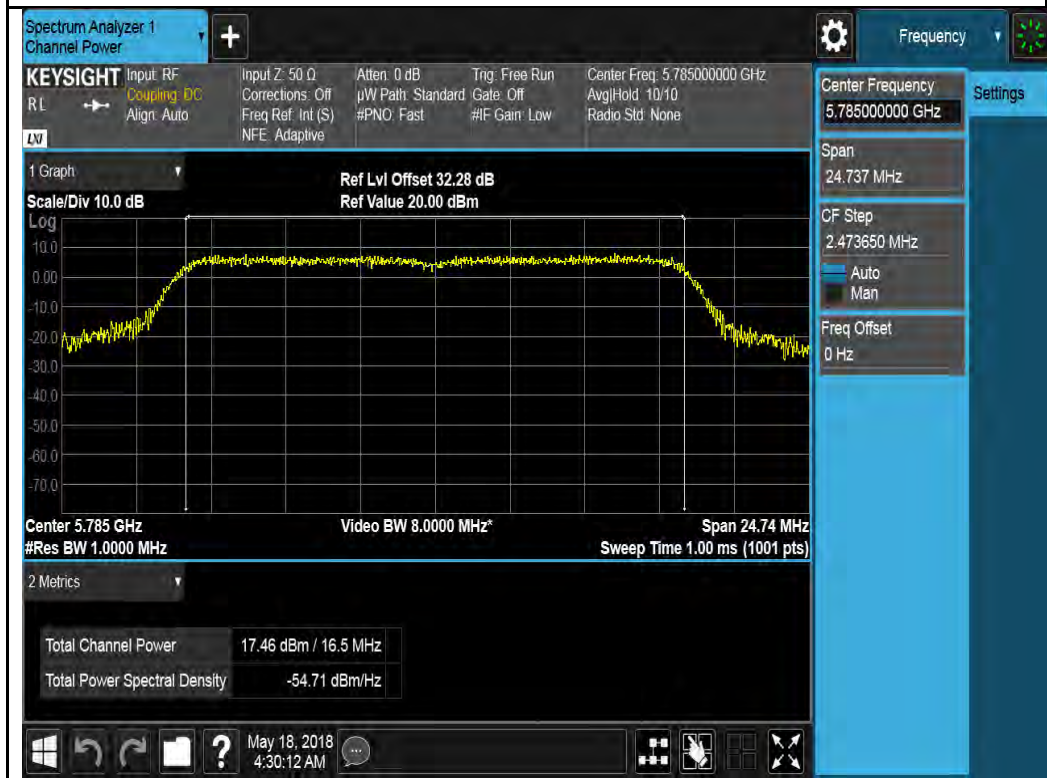 Spectrum Analyzer 1
Channel Power
+
Frequency
KEYSIGHT
RL
LXI
Input: RF
Coupling: DC
Align: Auto
Input Z: 50 Ω
Corrections: Off
Freq Ref: Int (S)
NFE: Adaptive
Atten: 0 dB
µW Path: Standard
#PNO: Fast
Trig: Free Run
Gate: Off
#IF Gain: Low
Center Freq: 5.785000000 GHz
Avg|Hold: 10/10
Radio Std: None
Center Frequency
5.785000000 GHz
Settings
Span
24.737 MHz
CF Step
2.473650 MHz
Auto
Man
Freq Offset
0 Hz
1 Graph
Scale/Div 10.0 dB
Ref Lvl Offset 32.28 dB
Ref Value 20.00 dBm
Log
10.0
0.00
-10.0
-20.0
-30.0
-40.0
-50.0
-60.0
-70.0
Center 5.785 GHz
#Res BW 1.0000 MHz
Video BW 8.0000 MHz*
Span 24.74 MHz
Sweep Time 1.00 ms (1001 pts)
2 Metrics
Total Channel Power 17.46 dBm / 16.5 MHz
Total Power Spectral Density -54.71 dBm/Hz
?
May 18, 2018
4:30:12 AM